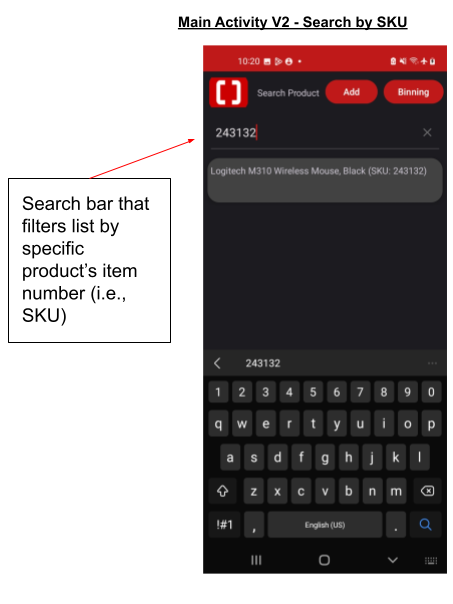 Main Activity V2 - Search by SKU
10:20
Search Product
Add
Binning
243132
Logitech M310 Wireless Mouse, Black (SKU: 243132)
Search bar that
filters list by
specific
product's item
number (i.e.,
SKU)
243132
1 2 3 4 5 6 7 8 9 0
q w e r t y u i o p
a s d f g h j k l
z x c v b n m
!#1 , English (US) .